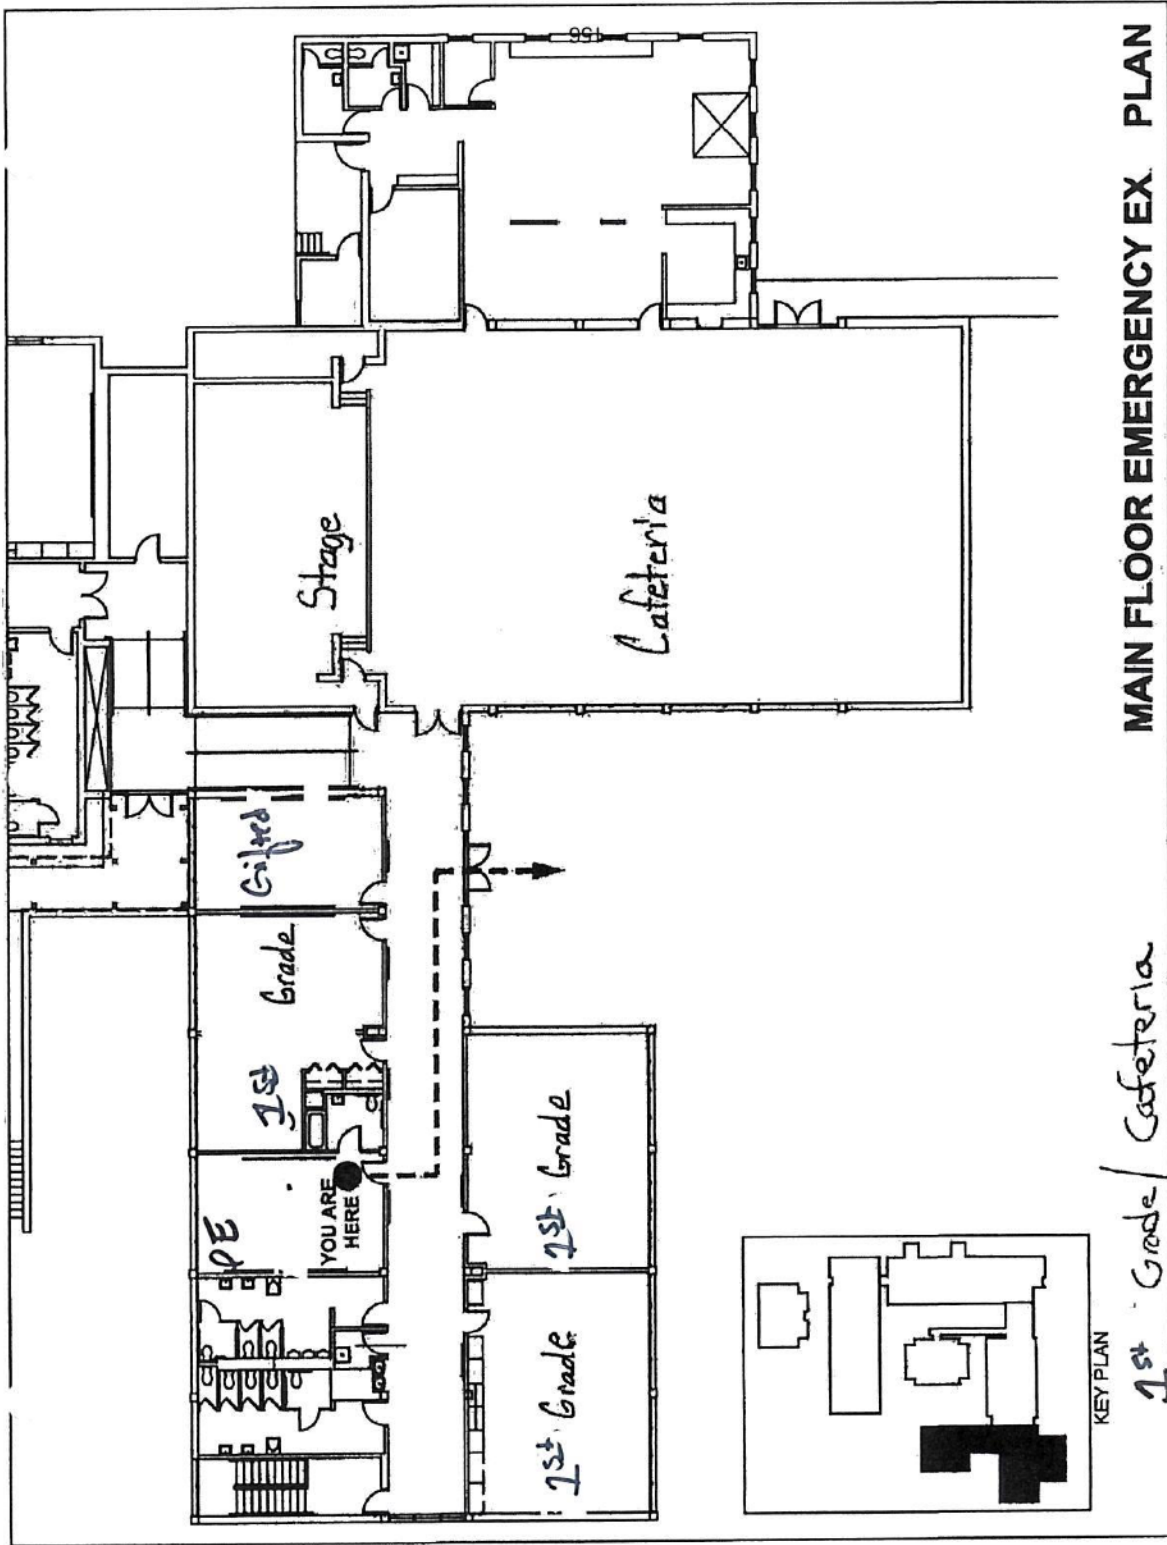 156
Stage
Cafeteria
Gifted
1st Grade
PE
YOU ARE
HERE
1st Grade
1st Grade
KEY PLAN
1st Grade / Cafeteria
MAIN FLOOR EMERGENCY EX PLAN